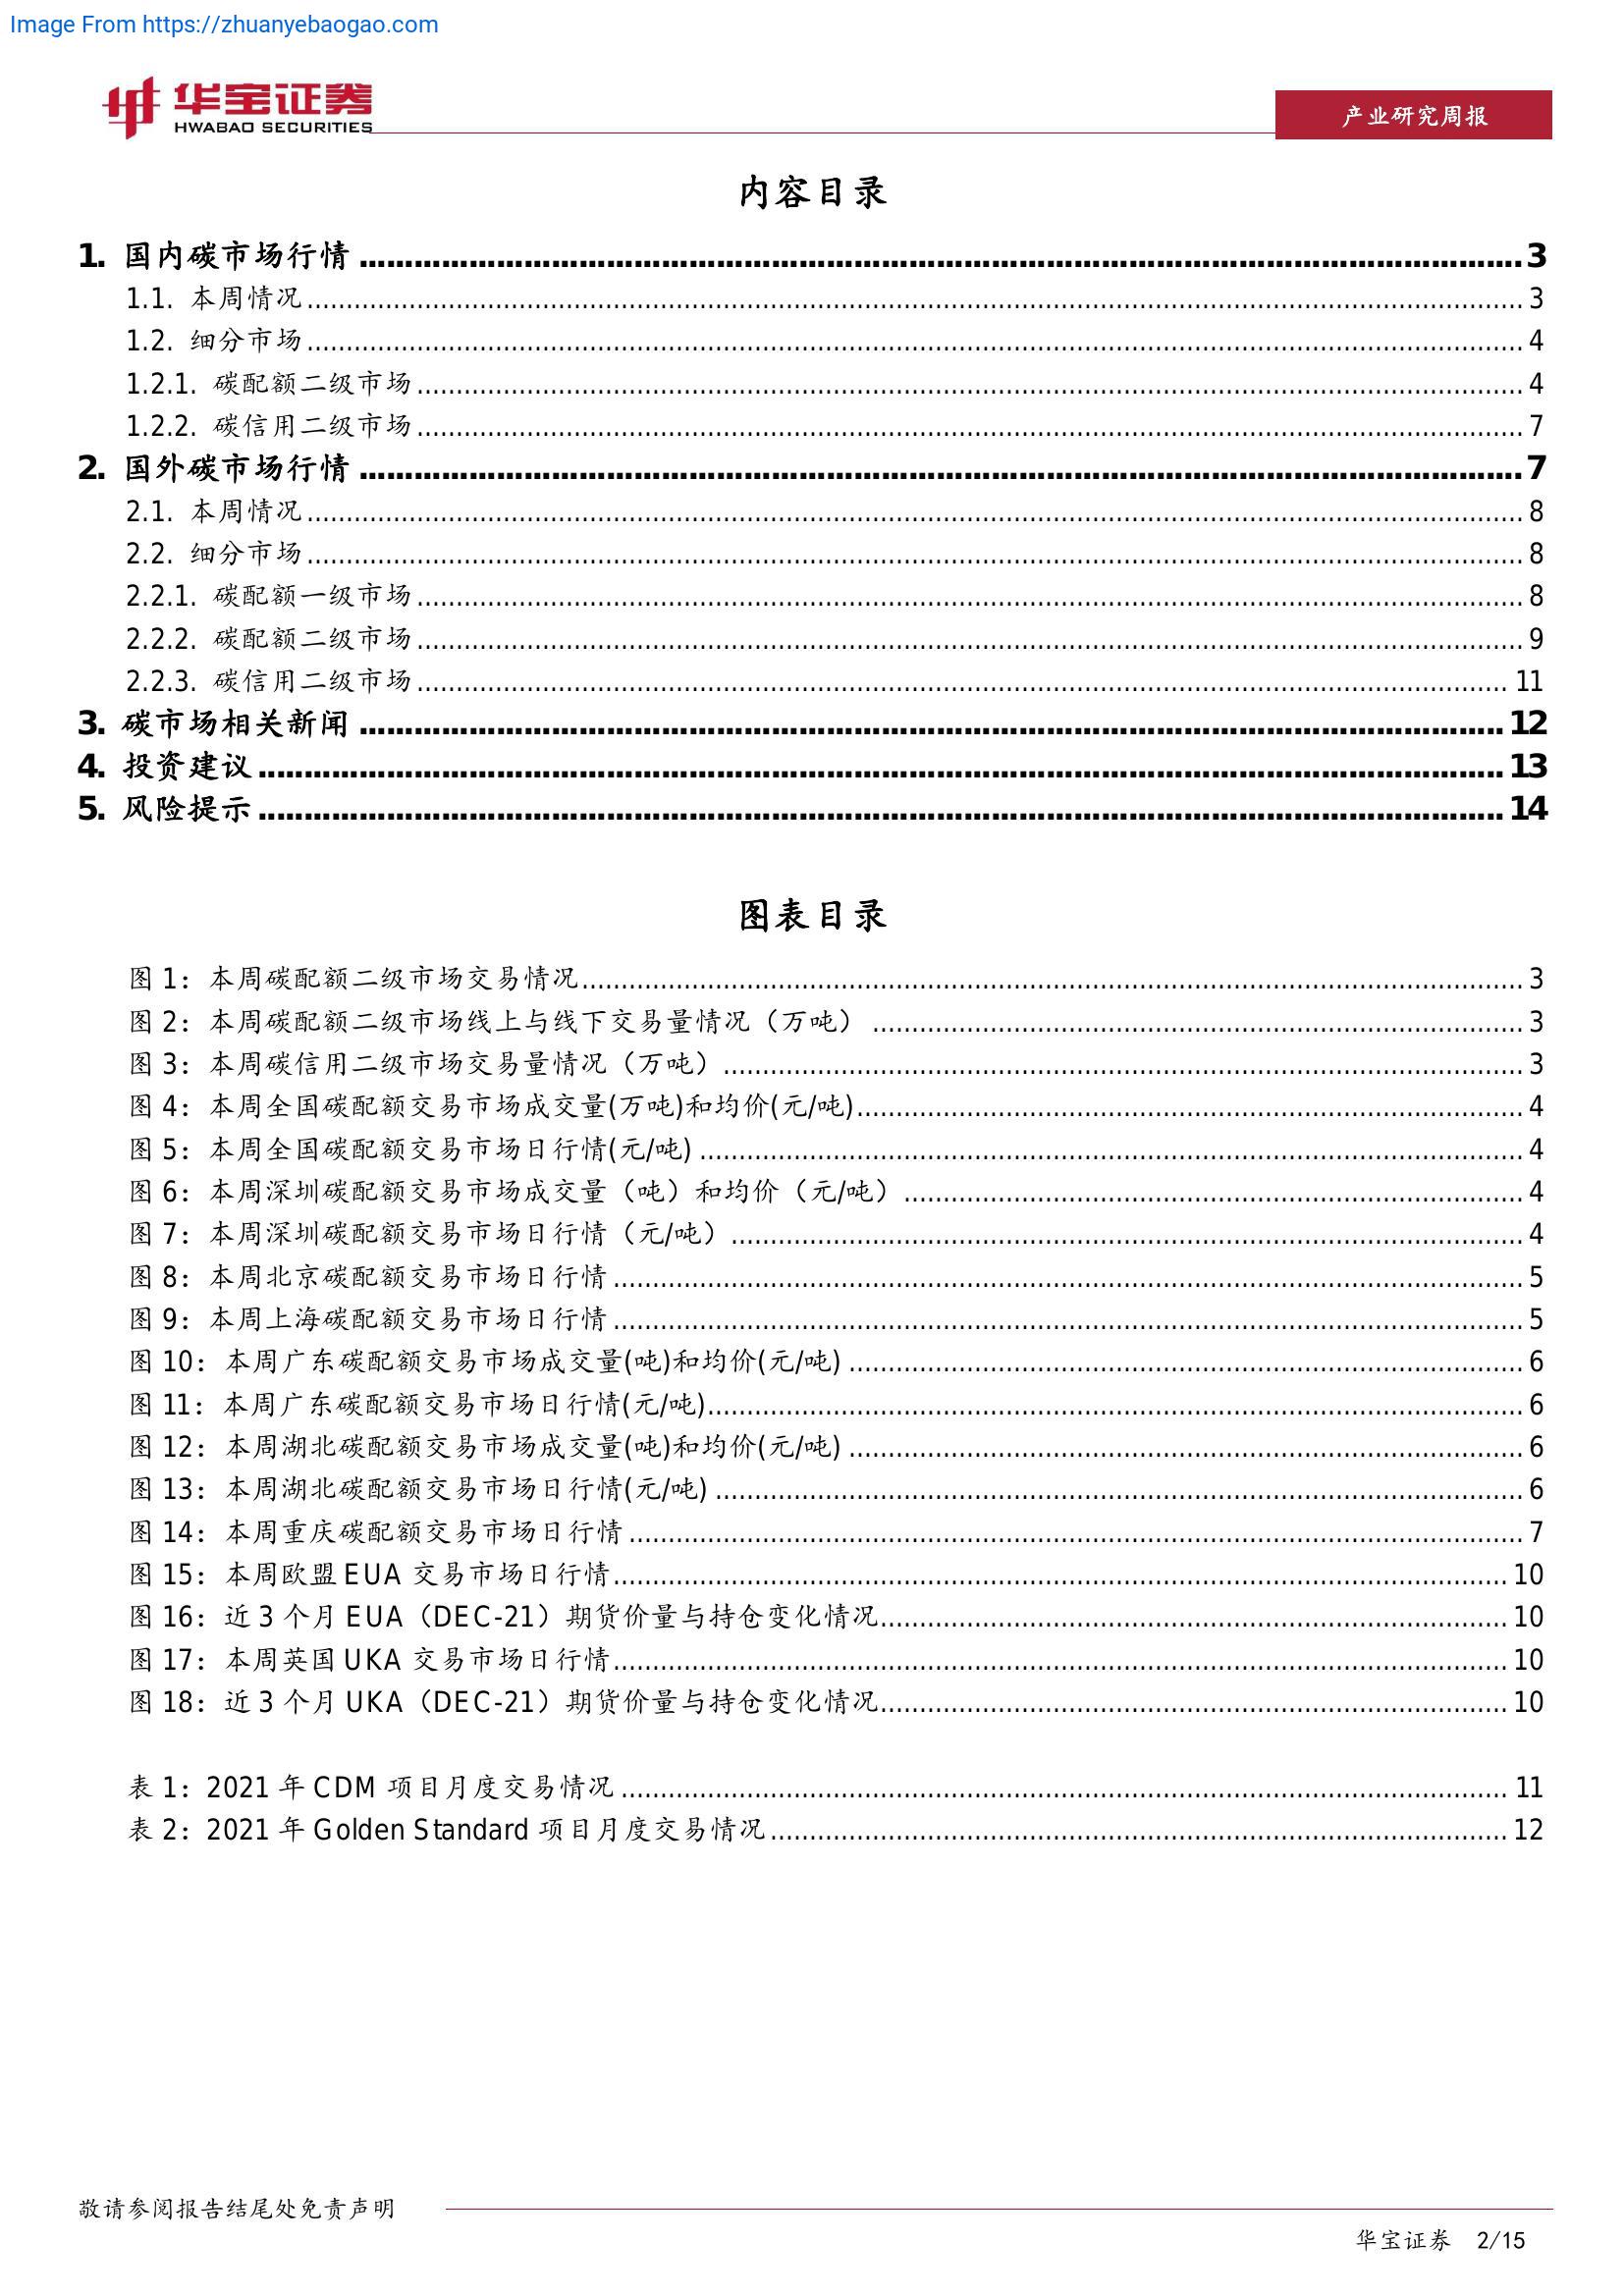 Image From https://zhuanyebaogao.com
华宝证券
HWABAO SECURITIES
产业研究周报
内容目录
1. 国内碳市场行情 3
1.1. 本周情况 3
1.2. 细分市场 4
1.2.1. 碳配额二级市场 4
1.2.2. 碳信用二级市场 7
2. 国外碳市场行情 7
2.1. 本周情况 8
2.2. 细分市场 8
2.2.1. 碳配额一级市场 8
2.2.2. 碳配额二级市场 9
2.2.3. 碳信用二级市场 11
3. 碳市场相关新闻 12
4. 投资建议 13
5. 风险提示 14
图表目录
图 1：本周碳配额二级市场交易情况 3
图 2：本周碳配额二级市场线上与线下交易量情况（万吨） 3
图 3：本周碳信用二级市场交易量情况（万吨） 3
图 4：本周全国碳配额交易市场成交量(万吨)和均价(元/吨) 4
图 5：本周全国碳配额交易市场日行情(元/吨) 4
图 6：本周深圳碳配额交易市场成交量（吨）和均价（元/吨） 4
图 7：本周深圳碳配额交易市场日行情（元/吨） 4
图 8：本周北京碳配额交易市场日行情 5
图 9：本周上海碳配额交易市场日行情 5
图 10：本周广东碳配额交易市场成交量(吨)和均价(元/吨) 6
图 11：本周广东碳配额交易市场日行情(元/吨) 6
图 12：本周湖北碳配额交易市场成交量(吨)和均价(元/吨) 6
图 13：本周湖北碳配额交易市场日行情(元/吨) 6
图 14：本周重庆碳配额交易市场日行情 7
图 15：本周欧盟 EUA 交易市场日行情 10
图 16：近 3 个月 EUA（DEC-21）期货价量与持仓变化情况 10
图 17：本周英国 UKA 交易市场日行情 10
图 18：近 3 个月 UKA（DEC-21）期货价量与持仓变化情况 10
表 1：2021 年 CDM 项目月度交易情况 11
表 2：2021 年 Golden Standard 项目月度交易情况 12
敬请参阅报告结尾处免责声明
华宝证券 2/15